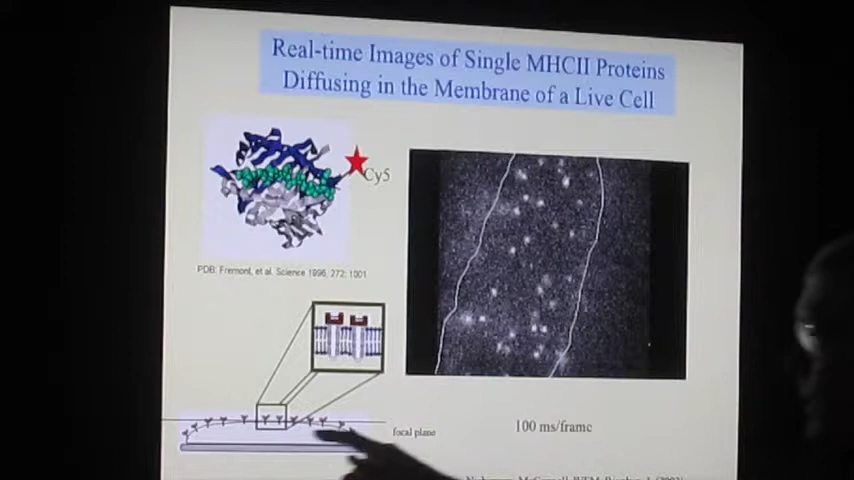 Real-time Images of Single MHCII Proteins
Diffusing in the Membrane of a Live Cell
Cy5
PDB: Fremont, et al. Science 1996, 272; 1001
focal plane
100 ms/frame